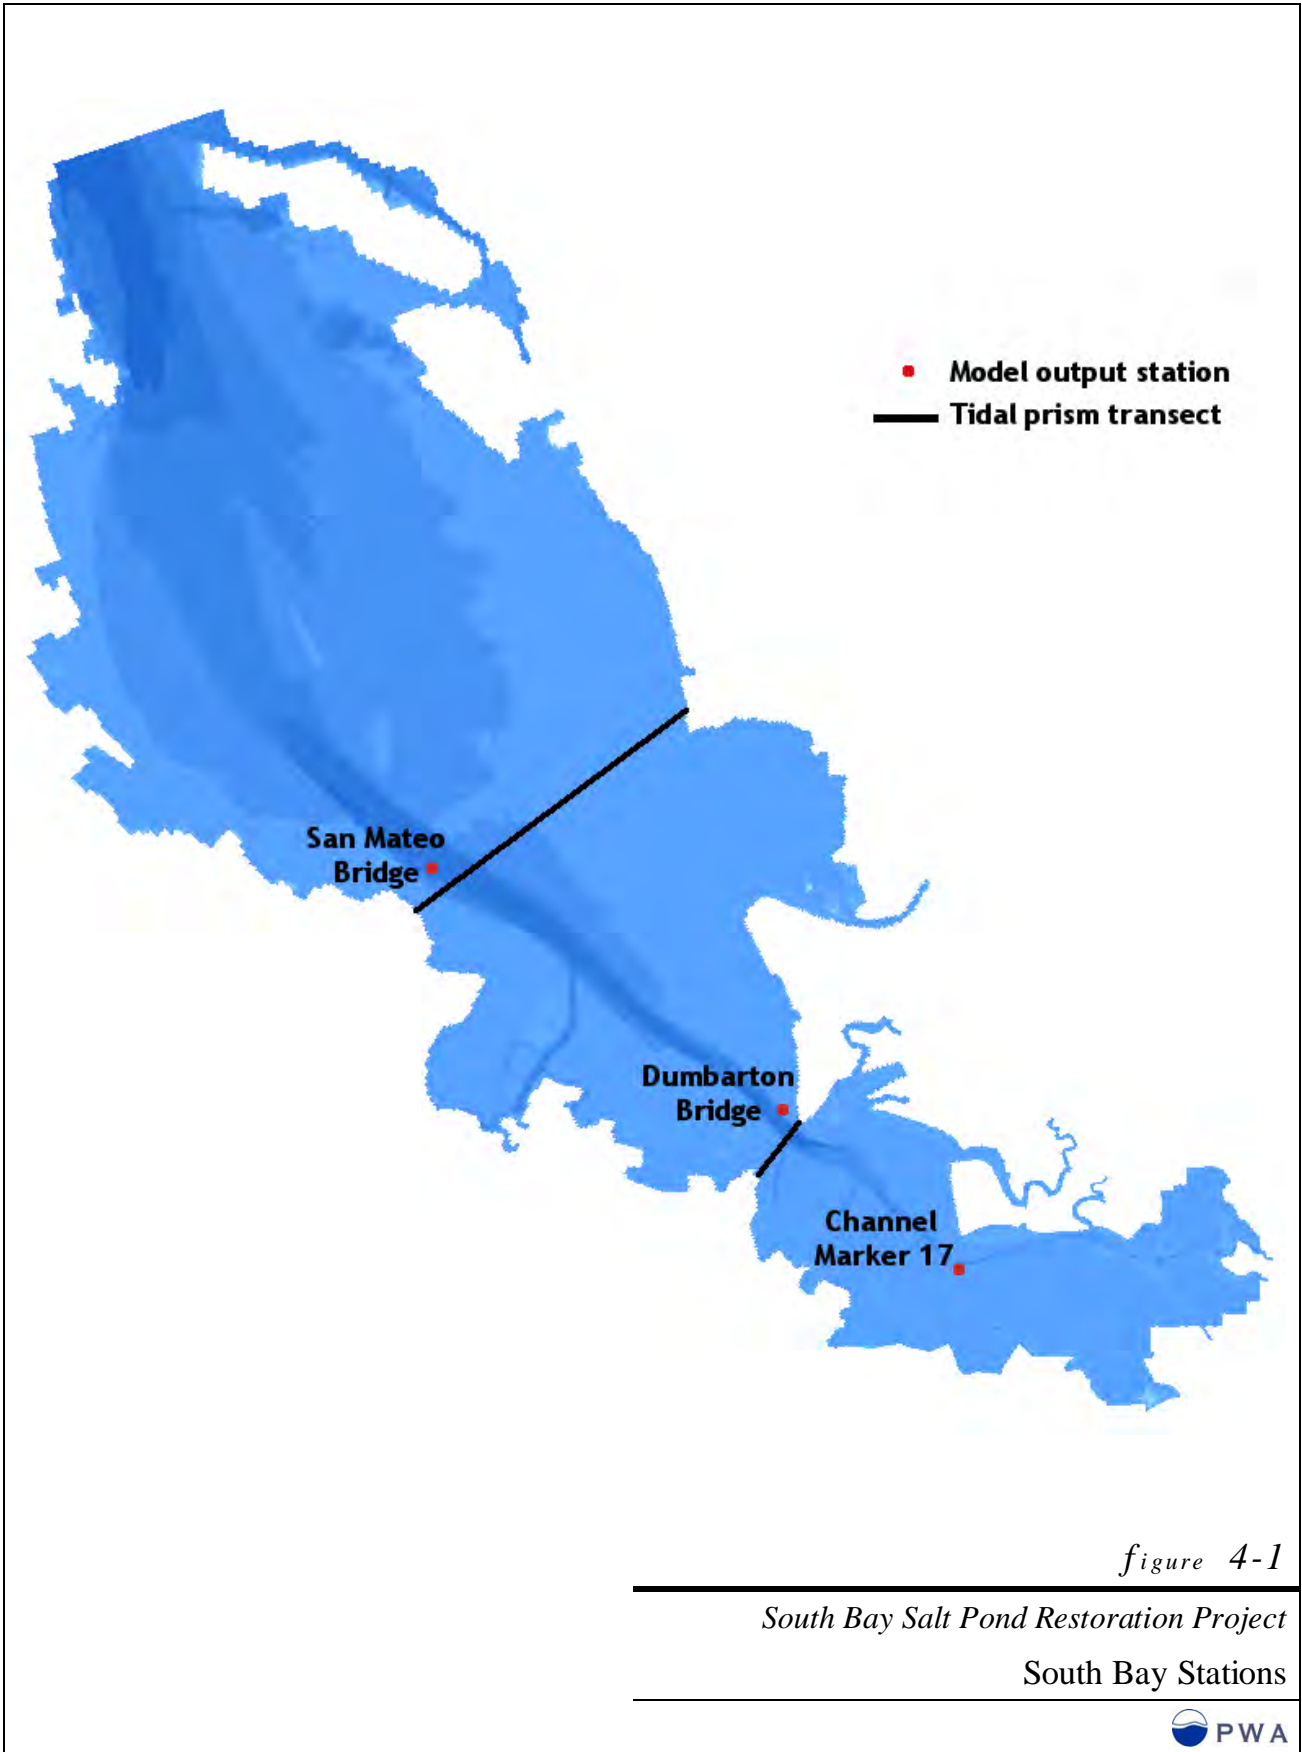 Model output station
Tidal prism transect
San Mateo
Bridge
Dumbarton
Bridge
Channel
Marker 17
figure 4-1
South Bay Salt Pond Restoration Project
South Bay Stations
PWA